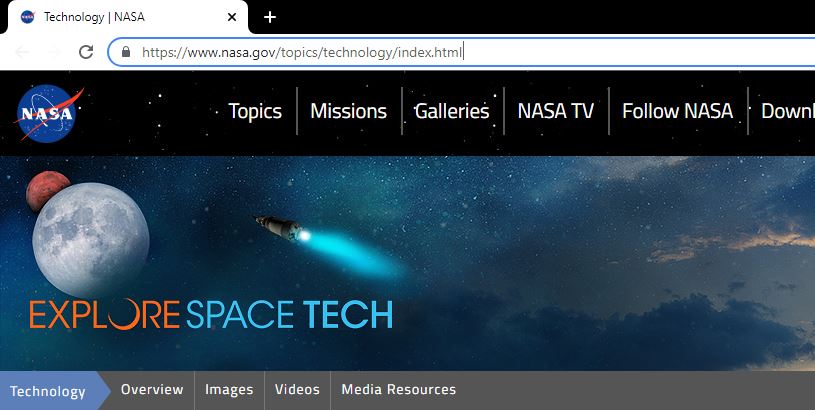 Technology | NASA
https://www.nasa.gov/topics/technology/index.html
NASA
Topics Missions Galleries NASA TV Follow NASA Downl
EXPLORE SPACE TECH
Technology Overview Images Videos Media Resources